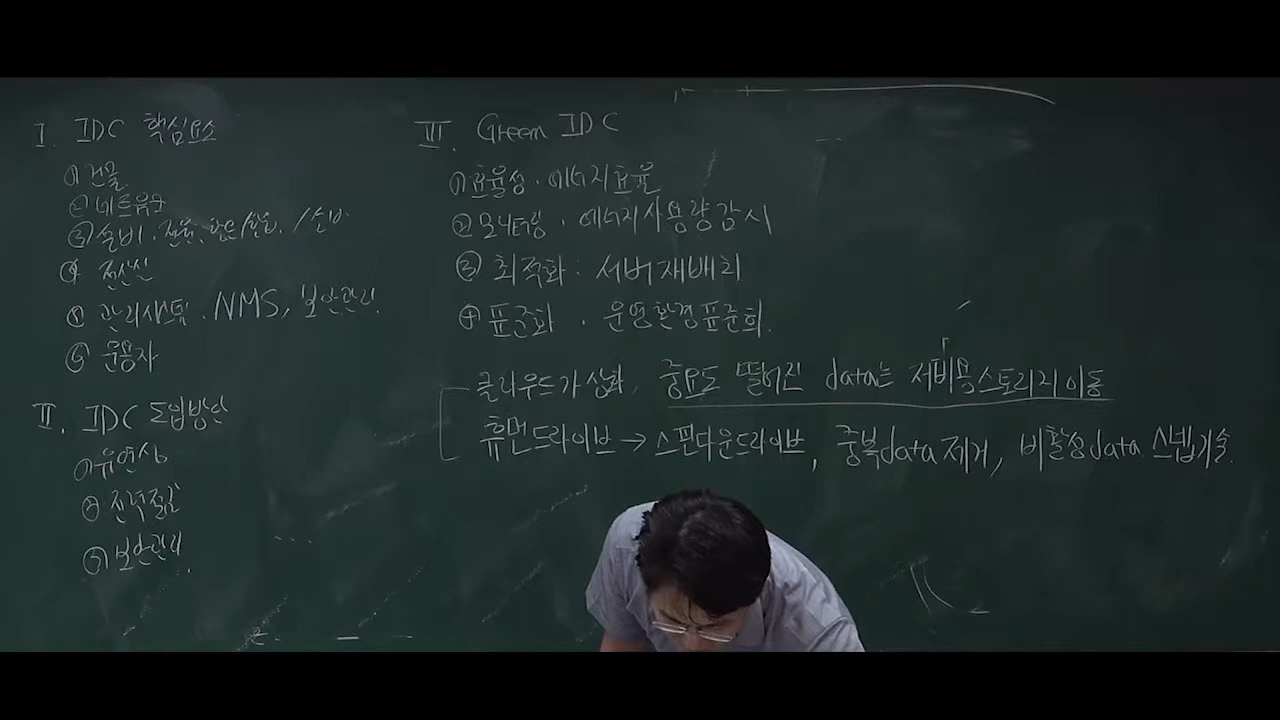 I. IDC 핵심요소
① 건물
② 네트워크
③ 설비 ·
④ 전산실
⑤ 관리시스템 · NMS, 보안관리.
⑥ 운용자
II. IDC 도입방안
① 유연성
② 전력절감
③ 보안관리.
III. Green IDC
① 효율성 · 에너지효율
② 모니터링 · 에너지사용량감시
③ 최적화 : 서버재배치
④ 표준화 · 운영환경표준화.
클라우드가상화, 중요도 떨어진 data는 저비용스토리지이동
휴면드라이브 → 스핀다운드라이브, 중복data제거, 비활성data 스냅기술.